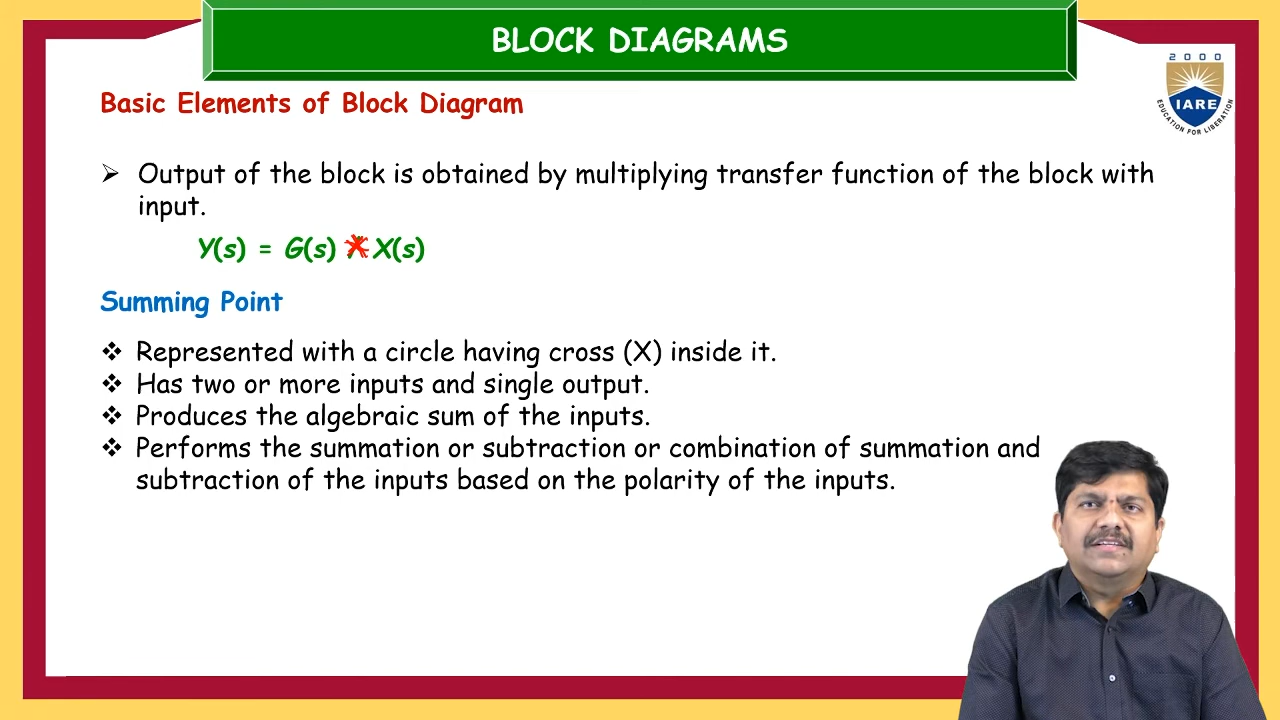 BLOCK DIAGRAMS
2000
IARE
EDUCATION FOR LIBERATION
Basic Elements of Block Diagram
➢ Output of the block is obtained by multiplying transfer function of the block with
input.
Y(s) = G(s) * X(s)
Summing Point
❖ Represented with a circle having cross (X) inside it.
❖ Has two or more inputs and single output.
❖ Produces the algebraic sum of the inputs.
❖ Performs the summation or subtraction or combination of summation and
subtraction of the inputs based on the polarity of the inputs.